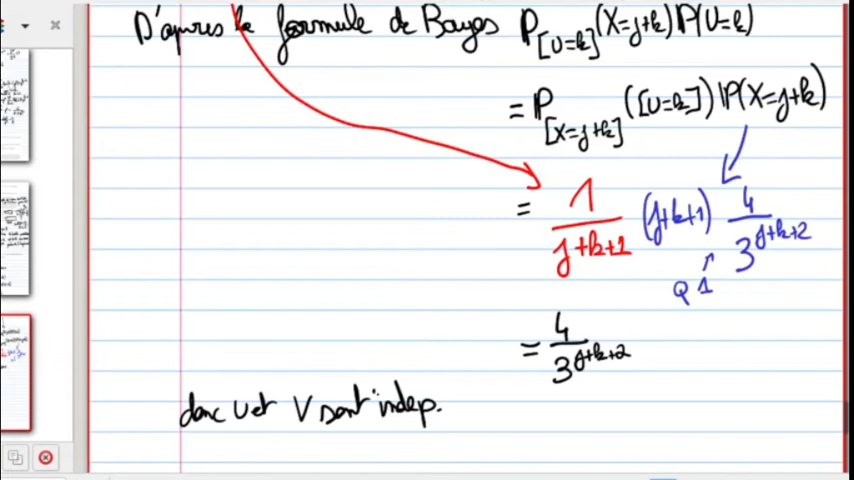 D'après la formule de Bayes P_[U=k](X=j+k)P(U=k)
= P_[X=j+k]([U=k])P(X=j+k)
= 1/(j+k+1) (j+k+1) 4/3^(j+k+2)
Q 1
= 4/3^(j+k+2)
donc U et V sont indep.